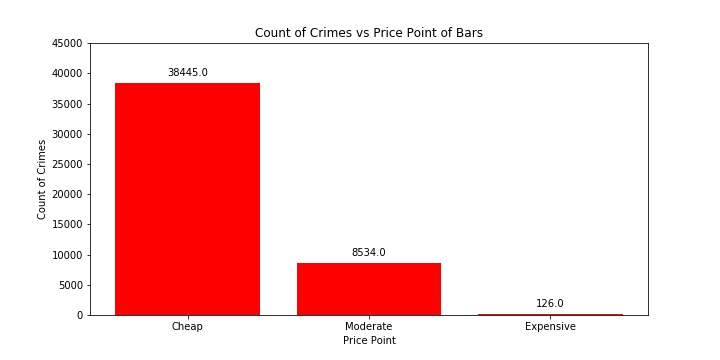 Count of Crimes vs Price Point of Bars
45000
40000
35000
30000
25000
20000
15000
10000
5000
0
Count of Crimes
38445.0
8534.0
126.0
Cheap
Moderate
Expensive
Price Point